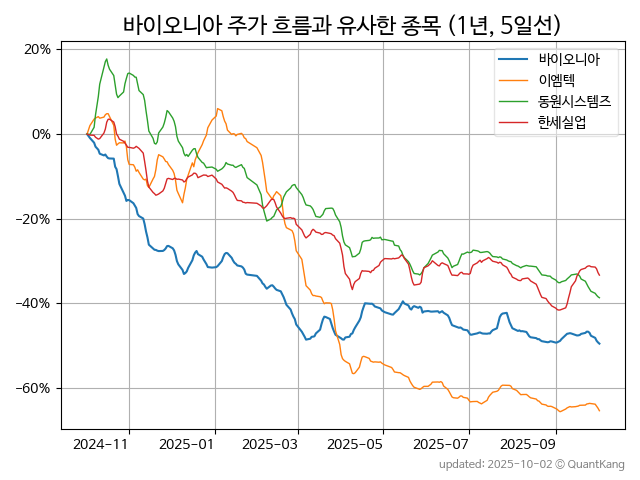 바이오니아 주가 흐름과 유사한 종목 (1년, 5일선)
20%
0%
−20%
−40%
−60%
바이오니아
이엠텍
동원시스템즈
한세실업
2024−11
2025−01
2025−03
2025−05
2025−07
2025−09
updated: 2025-10-02 © QuantKang